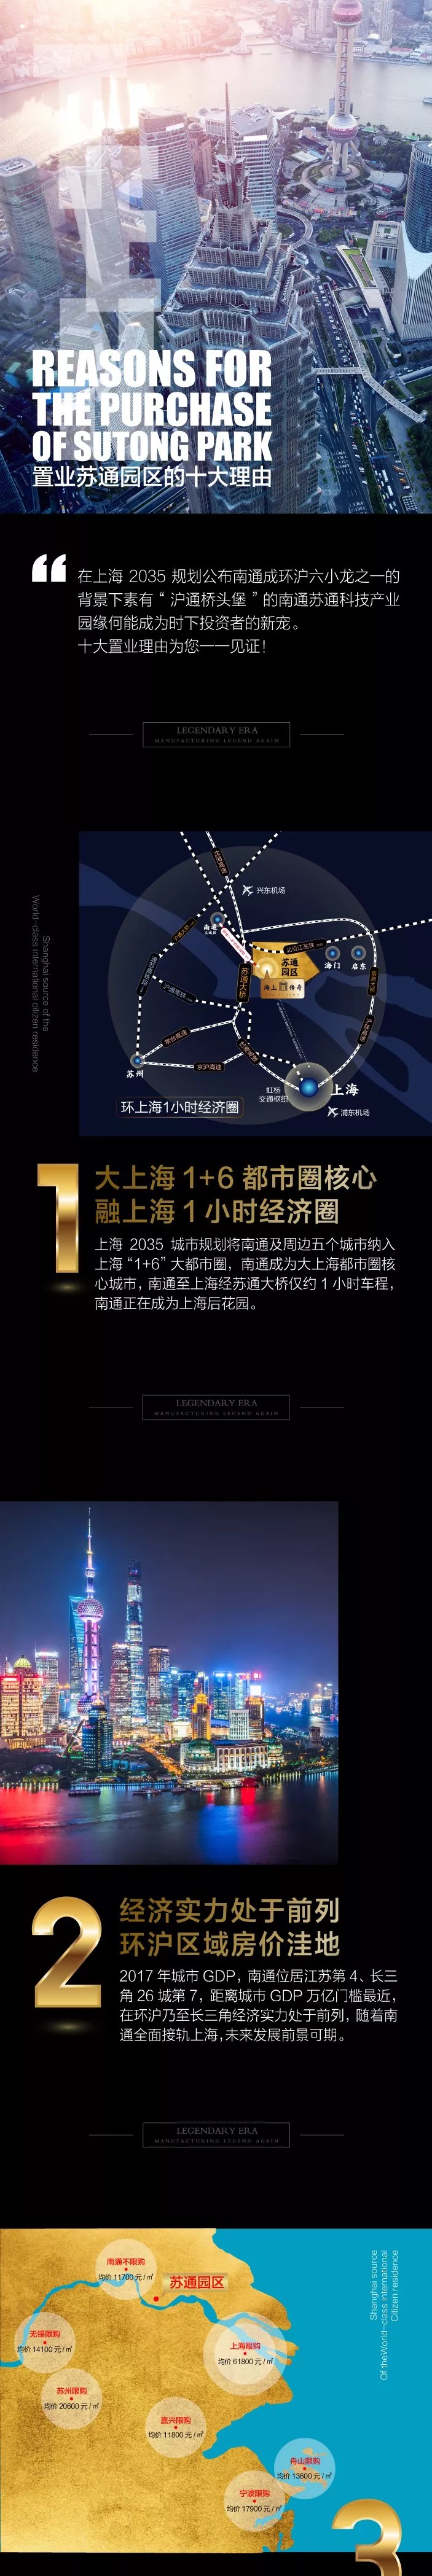 REASONS FOR
THE PURCHASE
OF SUTONG PARK
置业苏通园区的十大理由
在上海 2035 规划公布南通成环沪六小龙之一的
背景下素有“ 沪通桥头堡 ”的南通苏通科技产业
园缘何能成为时下投资者的新宠。
十大置业理由为您一一见证!
LEGENDARY ERA
MANUFACTURING LEGEND AGAIN
Shanghai source of the
World-class international citizen residence
兴东机场
南通
北沿江高铁
苏通
园区
海上传奇
海门
启东
苏通大桥
常台高速
京沪高速
苏州
虹桥
交通枢纽
上海
浦东机场
环上海1小时经济圈
1
大上海 1+6 都市圈核心
融上海 1 小时经济圈
上海 2035 城市规划将南通及周边五个城市纳入
上海 “1+6” 大都市圈, 南通成为大上海都市圈核
心城市, 南通至上海经苏通大桥仅约 1 小时车程,
南通正在成为上海后花园。
LEGENDARY ERA
MANUFACTURING LEGEND AGAIN
2
经济实力处于前列
环沪区域房价洼地
2017 年城市 GDP, 南通位居江苏第 4、长三
角 26 城第 7, 距离城市 GDP 万亿门槛最近,
在环沪乃至长三角经济实力处于前列, 随着南
通全面接轨上海,未来发展前景可期。
LEGENDARY ERA
MANUFACTURING LEGEND AGAIN
Shanghai source
Of theWorld-class international
Citizen residence
南通不限购
均价 11700 元 / ㎡
苏通园区
无锡限购
均价 14100 元 / ㎡
上海限购
均价 61800 元 / ㎡
苏州限购
均价 20600 元 / ㎡
嘉兴限购
均价 11800 元 / ㎡
舟山限购
均价 13600 元 / ㎡
宁波限购
均价 17900 元 / ㎡
3